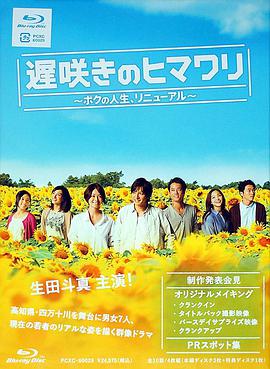 Blu-ray Disc
PCXC
60029
遅咲きのヒマワリ
〜ボクの人生、リニューアル〜
生田斗真 主演!
高知県・四万十川を舞台に男女7人、
現在の若者のリアルな姿を描く群像ドラマ
制作発表会見
オリジナルメイキング
・クランクイン
・タイトルバック撮影映像
・バースデイサプライズ映像
・クランクアップ
PRスポット集
Blu-ray Disc